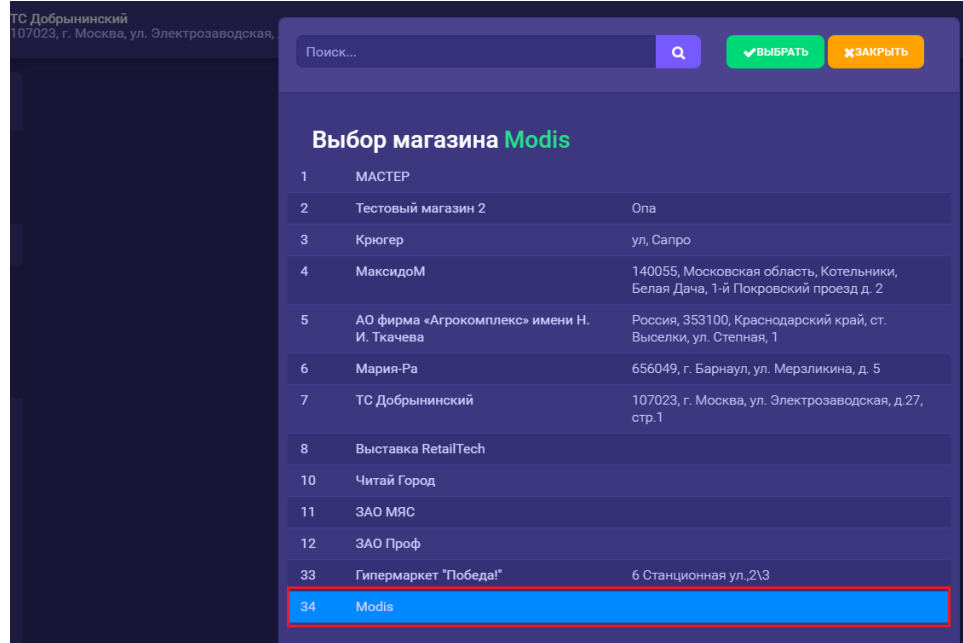 ТС Добрынинский
107023, г. Москва, ул. Электрозаводская,
Поиск...
ВЫБРАТЬ
ЗАКРЫТЬ
Выбор магазина Modis
1 МАСТЕР
2 Тестовый магазин 2 Опа
3 Крюгер ул, Сапро
4 МаксидоМ 140055, Московская область, Котельники,
Белая Дача, 1-й Покровский проезд д. 2
5 АО фирма «Агрокомплекс» имени Н. Россия, 353100, Краснодарский край, ст.
И. Ткачева Выселки, ул. Степная, 1
6 Мария-Ра 656049, г. Барнаул, ул. Мерзликина, д. 5
7 ТС Добрынинский 107023, г. Москва, ул. Электрозаводская, д.27,
стр.1
8 Выставка RetailTech
10 Читай Город
11 ЗАО МЯС
12 ЗАО Проф
33 Гипермаркет "Победа!" 6 Станционная ул.,2\3
34 Modis